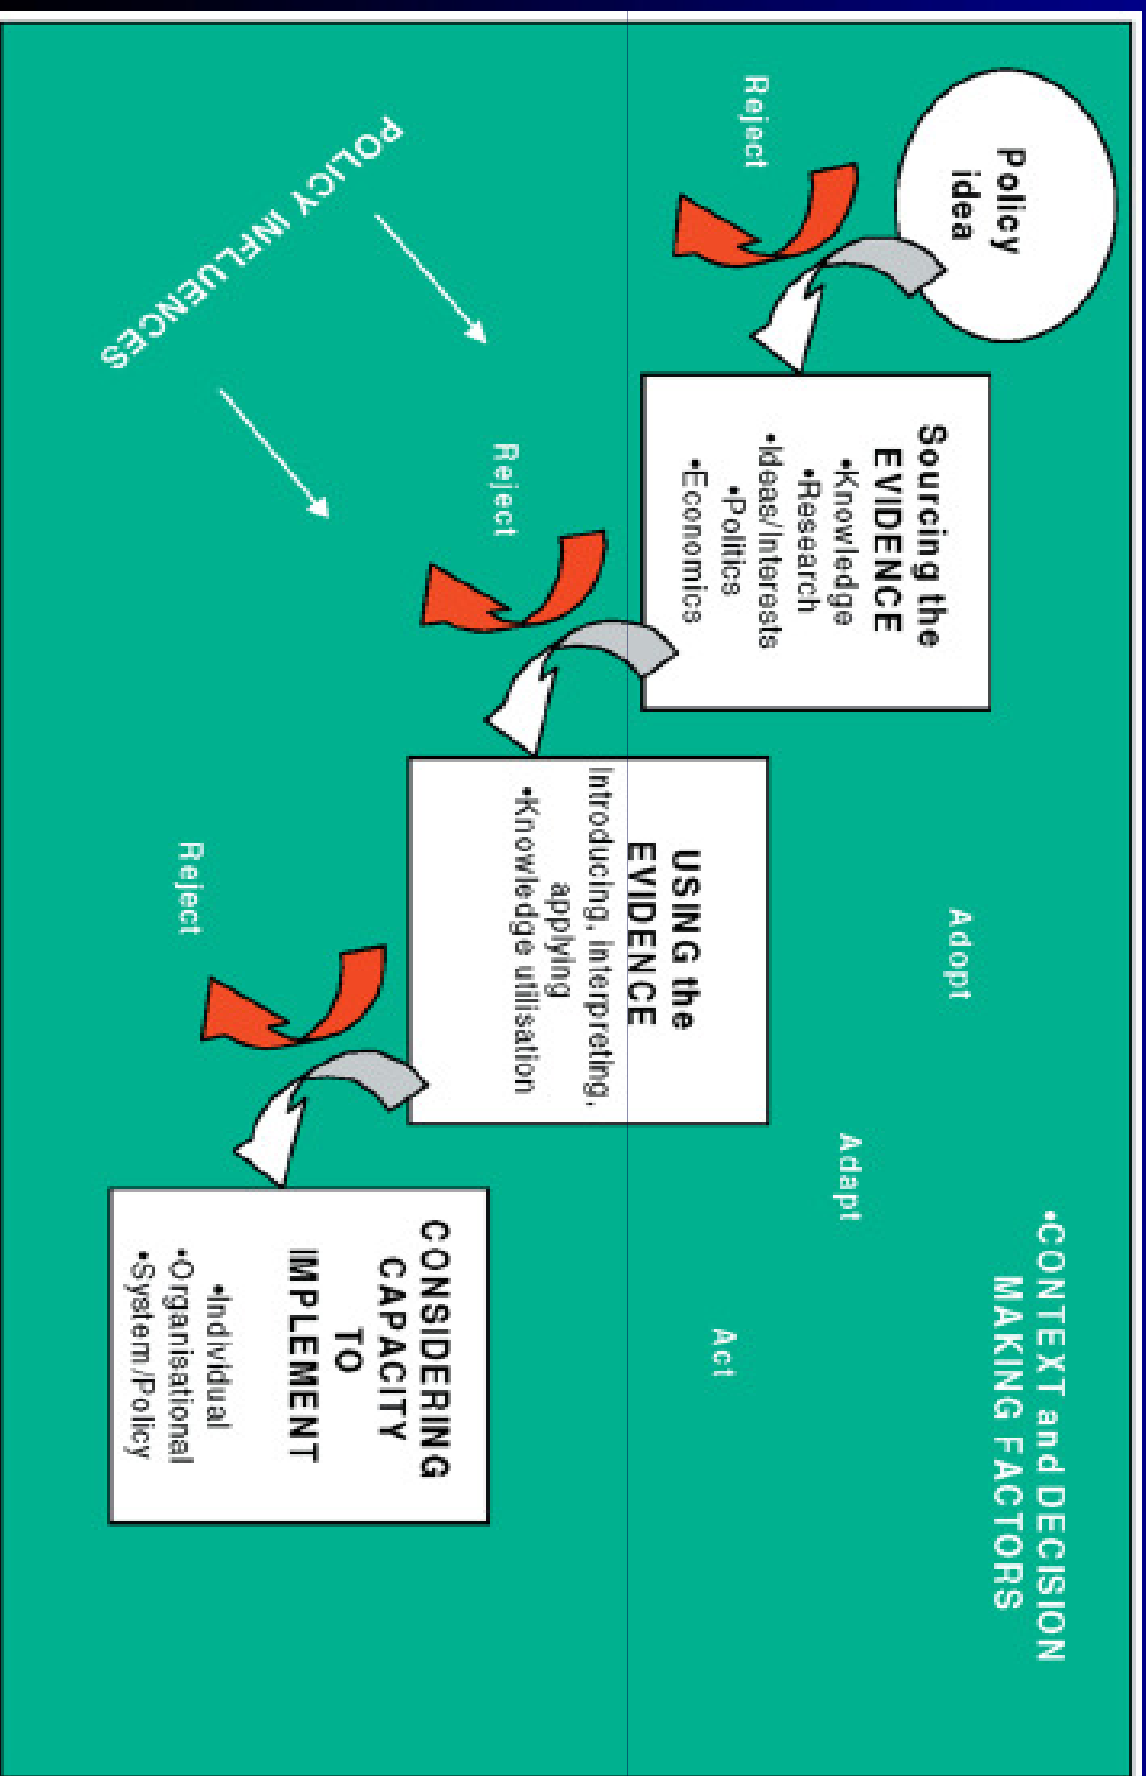 •CONTEXT and DECISION
MAKING FACTORS
Policy
idea
Reject
Sourcing the
EVIDENCE
•Knowledge
•Research
•Ideas/Interests
•Politics
•Economics
Adopt
Reject
USING the
EVIDENCE
Introducing, interpreting,
applying
•Knowledge utilisation
Adapt
Reject
CONSIDERING
CAPACITY
TO
IMPLEMENT
•Individual
•Organisational
•System/Policy
Act
POLICY INFLUENCES